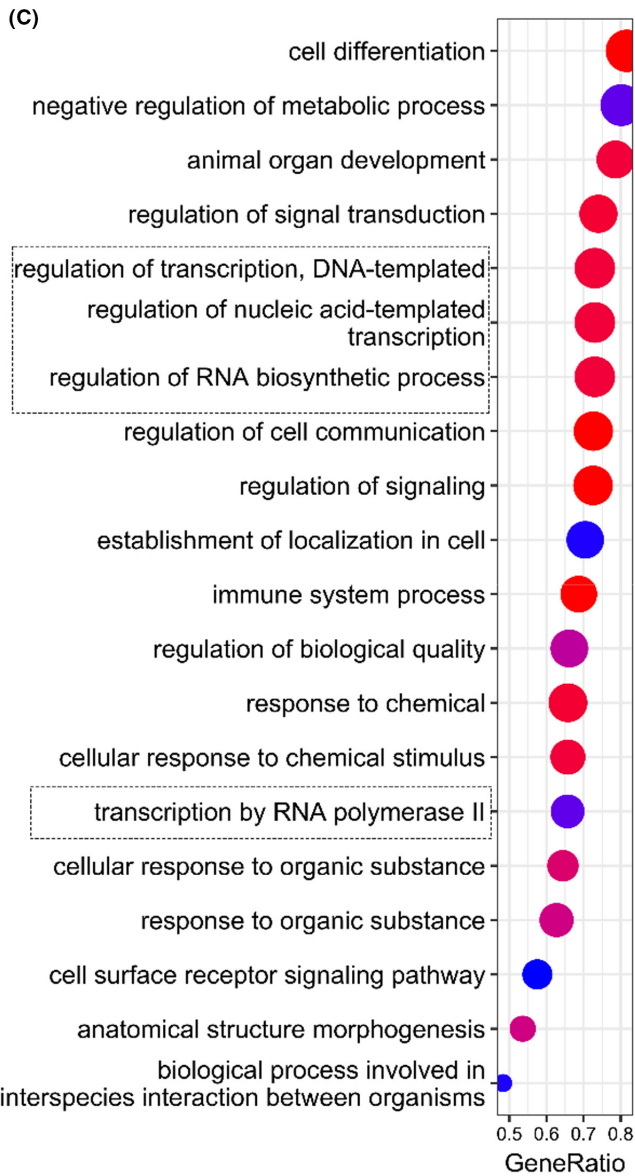 (C)
cell differentiation
negative regulation of metabolic process
animal organ development
regulation of signal transduction
regulation of transcription, DNA-templated
regulation of nucleic acid-templated
transcription
regulation of RNA biosynthetic process
regulation of cell communication
regulation of signaling
establishment of localization in cell
immune system process
regulation of biological quality
response to chemical
cellular response to chemical stimulus
transcription by RNA polymerase II
cellular response to organic substance
response to organic substance
cell surface receptor signaling pathway
anatomical structure morphogenesis
biological process involved in
interspecies interaction between organisms
0.5 0.6 0.7 0.8
GeneRatio